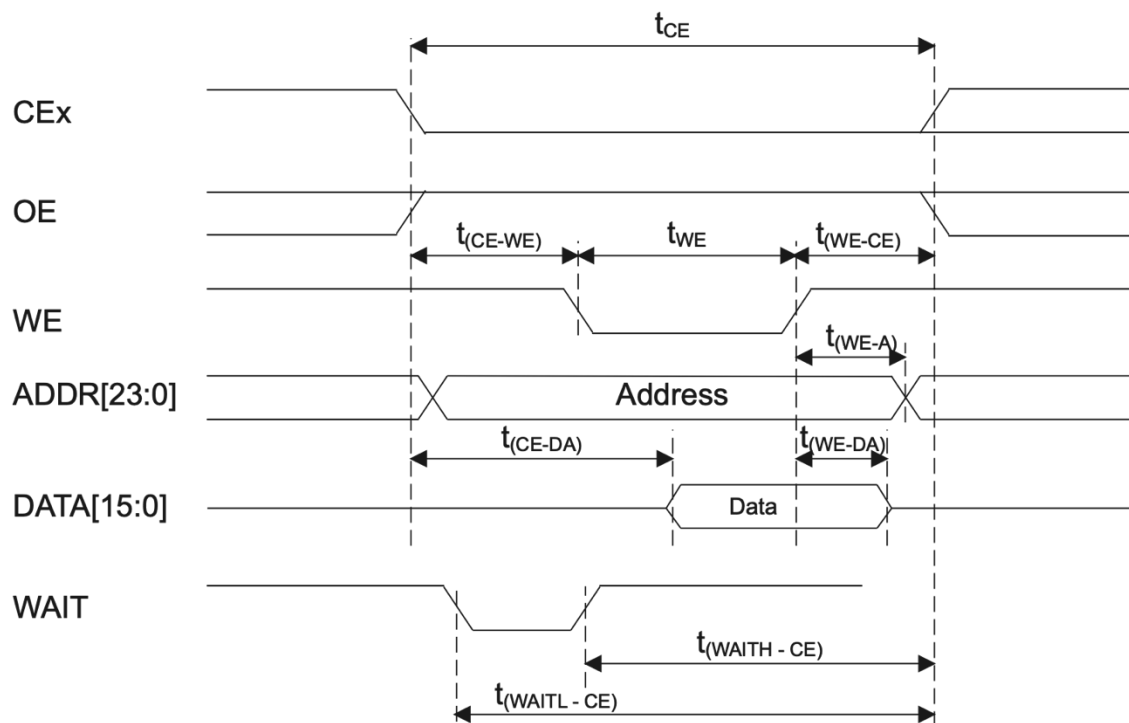 tCE
CEx
OE
t(CE-WE) tWE t(WE-CE)
WE
t(WE-A)
ADDR[23:0] Address
t(CE-DA) t(WE-DA)
DATA[15:0] Data
WAIT
t(WAITH - CE)
t(WAITL - CE)